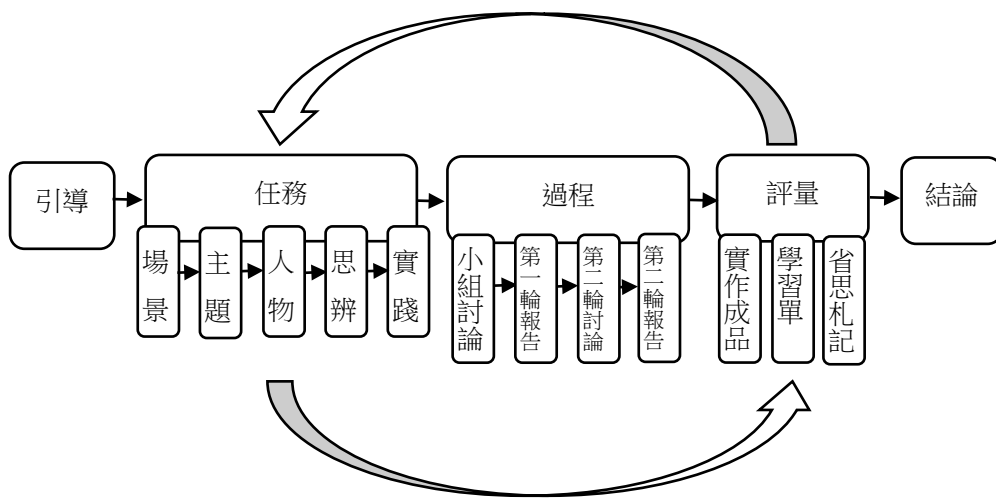 引導
任務
過程
評量
結論
場景
主題
人物
思辨
實踐
小組討論
第一輪報告
第二輪討論
第二輪報告
實作成品
學習單
省思札記